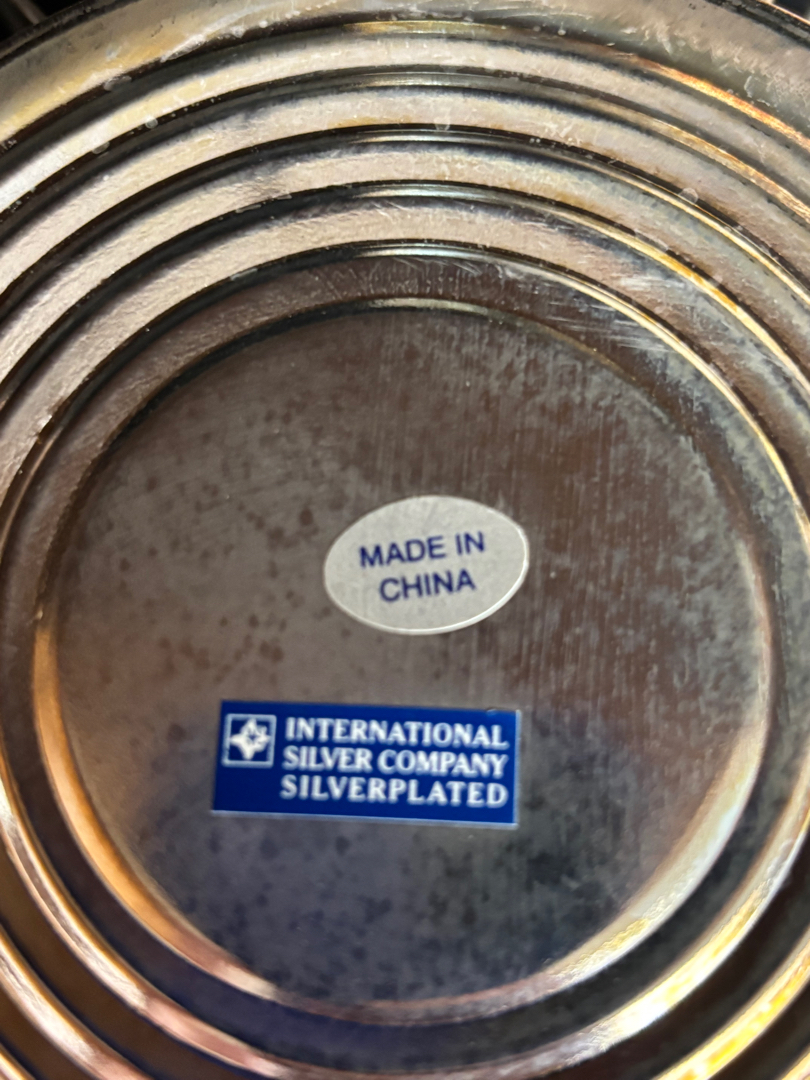 MADE IN
CHINA
INTERNATIONAL
SILVER COMPANY
SILVERPLATED